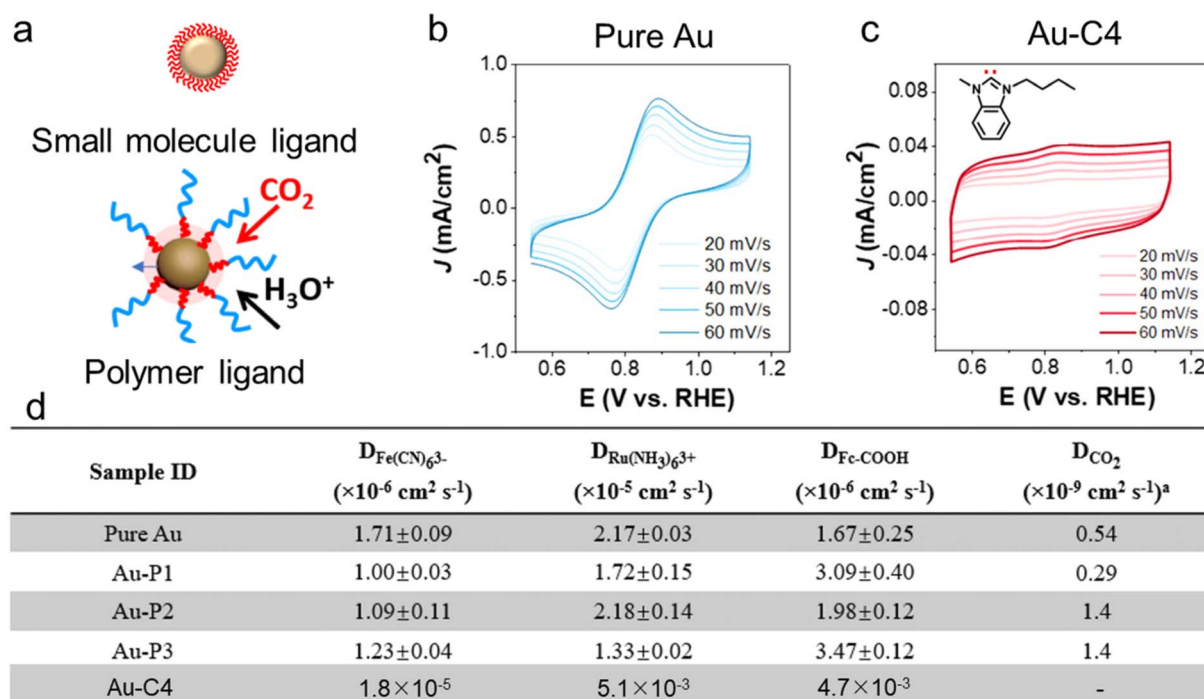 a
Small molecule ligand
CO2
H3O+
Polymer ligand
b
Pure Au
J (mA/cm2)
1.0
0.5
0.0
-0.5
-1.0
20 mV/s
30 mV/s
40 mV/s
50 mV/s
60 mV/s
0.6 0.8 1.0 1.2
E (V vs. RHE)
c
Au-C4
N
N
J (mA/cm2)
0.08
0.04
0.00
-0.04
-0.08
20 mV/s
30 mV/s
40 mV/s
50 mV/s
60 mV/s
0.6 0.8 1.0 1.2
E (V vs. RHE)
d
Sample ID DFe(CN)63- (×10-6 cm2 s-1) DRu(NH3)63+ (×10-5 cm2 s-1) DFc-COOH (×10-6 cm2 s-1) DCO2 (×10-9 cm2 s-1)a
Pure Au 1.71±0.09 2.17±0.03 1.67±0.25 0.54
Au-P1 1.00±0.03 1.72±0.15 3.09±0.40 0.29
Au-P2 1.09±0.11 2.18±0.14 1.98±0.12 1.4
Au-P3 1.23±0.04 1.33±0.02 3.47±0.12 1.4
Au-C4 1.8×10-5 5.1×10-3 4.7×10-3 -